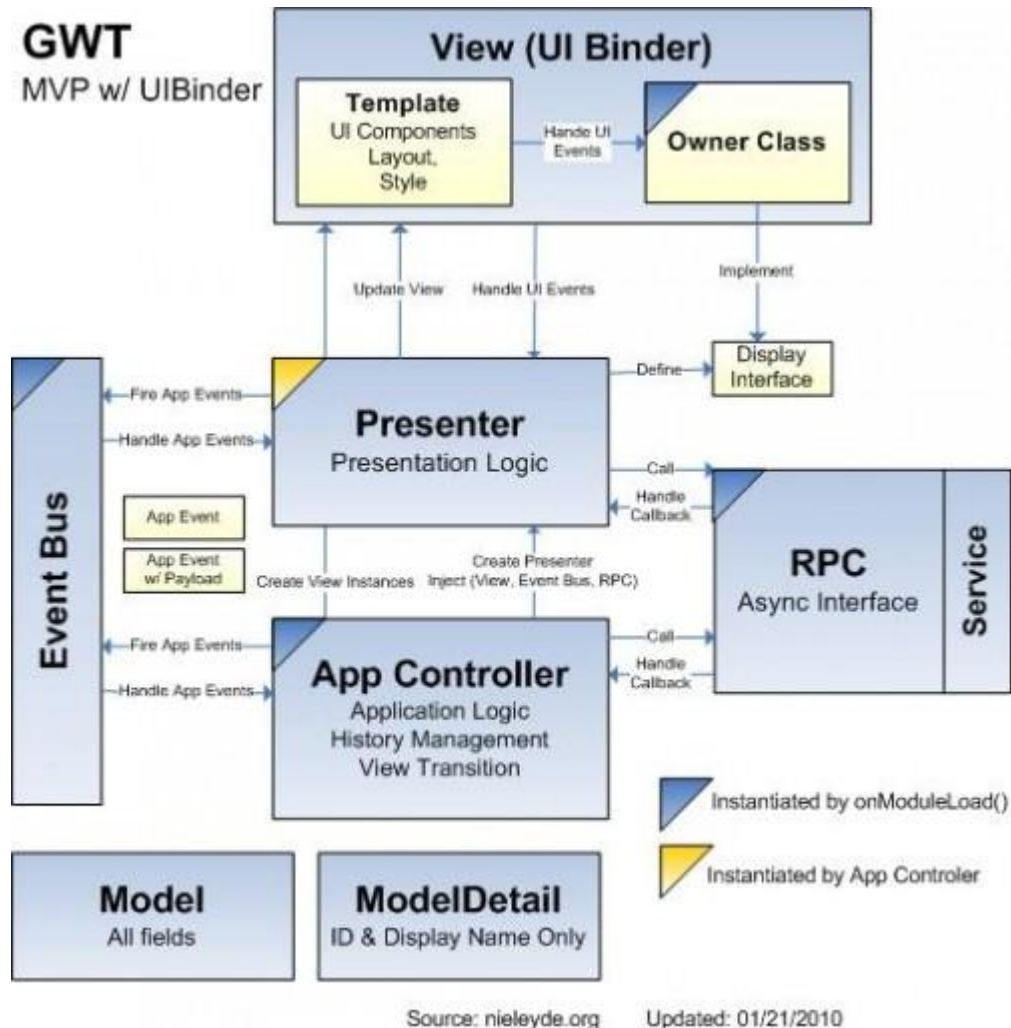 GWT
MVP w/ UIBinder
View (UI Binder)
Template
UI Components
Layout,
Style
Hande UI
Events
Owner Class
Update View
Handle UI Events
Implement
Display
Interface
Define
Fire App Events
Handle App Events
Presenter
Presentation Logic
Call
Handle
Callback
Event Bus
App Event
App Event
w/ Payload
Create View Instances
Create Presenter
Inject (View, Event Bus, RPC)
RPC
Async Interface
Service
Fire App Events
Handle App Events
App Controller
Application Logic
History Management
View Transition
Call
Handle
Callback
Instantiated by onModuleLoad()
Instantiated by App Controler
Model
All fields
ModelDetail
ID & Display Name Only
Source: nieleyde.org Updated: 01/21/2010